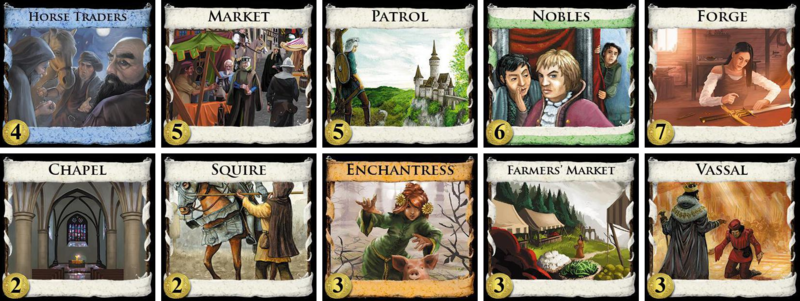 HORSE TRADERS
4
MARKET
5
PATROL
5
NOBLES
6
FORGE
7
CHAPEL
2
SQUIRE
2
ENCHANTRESS
3
FARMERS' MARKET
3
VASSAL
3